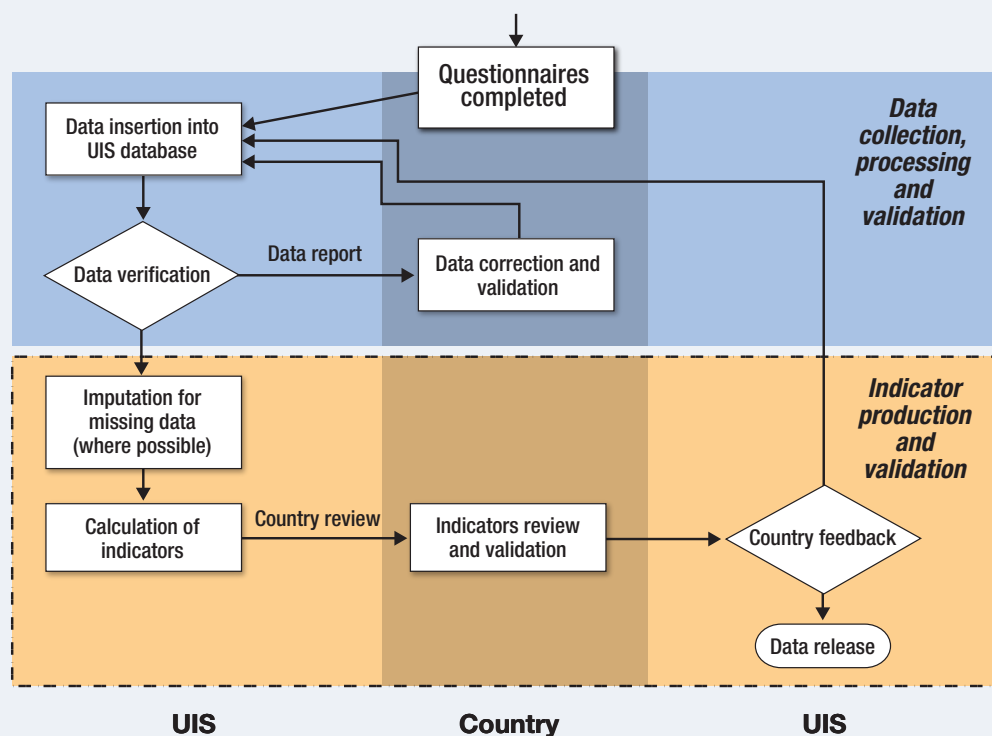 Questionnaires
completed
Data insertion into
UIS database
Data
collection,
processing
and
validation
Data verification
Data report
Data correction and
validation
Imputation for
missing data
(where possible)
Indicator
production
and
validation
Calculation of
indicators
Country review
Indicators review
and validation
Country feedback
Data release
UIS
Country
UIS